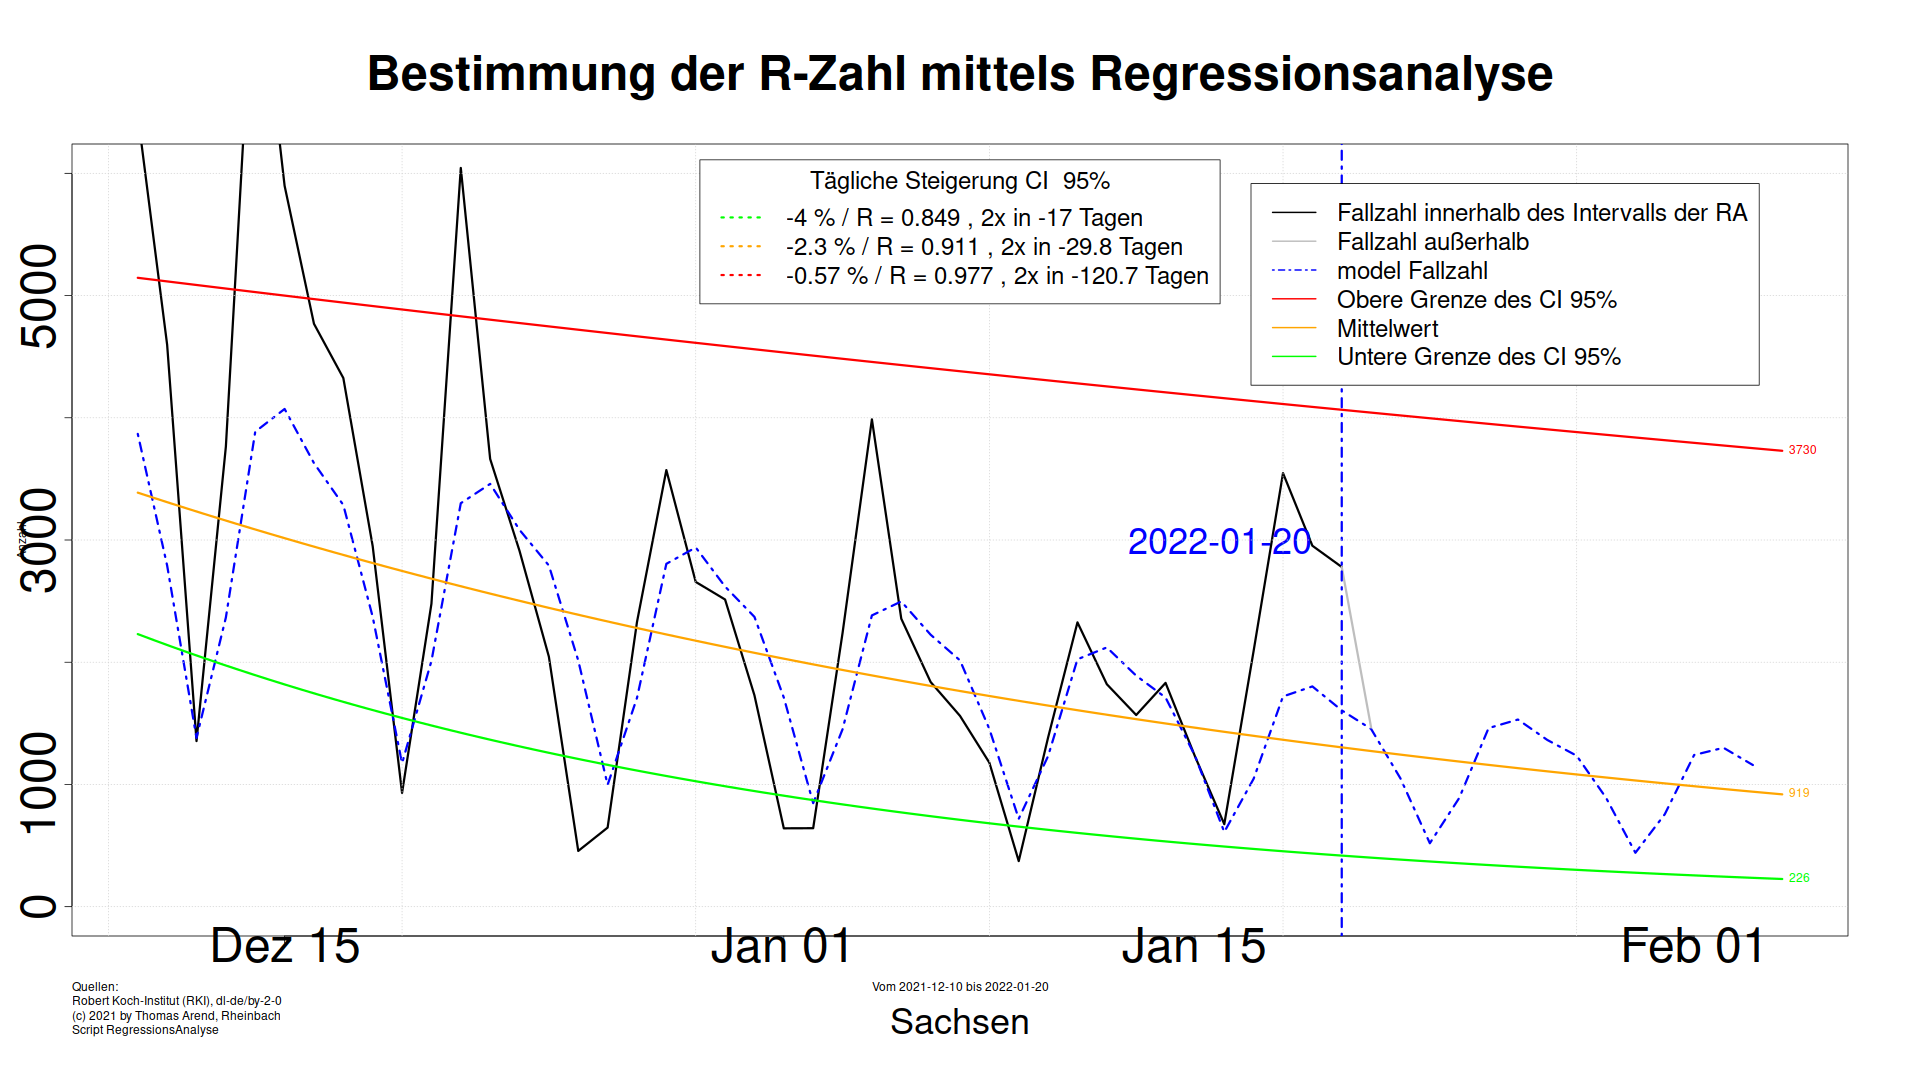 Bestimmung der R-Zahl mittels Regressionsanalyse
Tägliche Steigerung CI 95%
-4 % / R = 0.849 , 2x in -17 Tagen
-2.3 % / R = 0.911 , 2x in -29.8 Tagen
-0.57 % / R = 0.977 , 2x in -120.7 Tagen
Fallzahl innerhalb des Intervalls der RA
Fallzahl außerhalb
model Fallzahl
Obere Grenze des CI 95%
Mittelwert
Untere Grenze des CI 95%
5000
3000
1000
0
Anzahl
2022-01-20
3730
919
226
Dez 15
Jan 01
Jan 15
Feb 01
Quellen:
Robert Koch-Institut (RKI), dl-de/by-2-0
(c) 2021 by Thomas Arend, Rheinbach
Script RegressionsAnalyse
Vom 2021-12-10 bis 2022-01-20
Sachsen